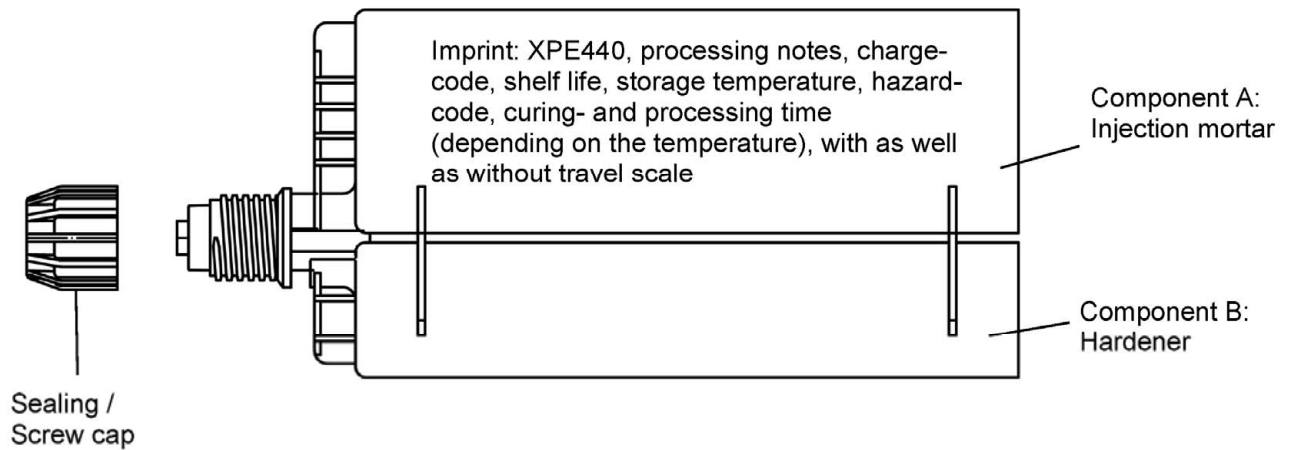 Imprint: XPE440, processing notes, charge-
code, shelf life, storage temperature, hazard-
code, curing- and processing time
(depending on the temperature), with as well
as without travel scale
Component A:
Injection mortar
Component B:
Hardener
Sealing /
Screw cap